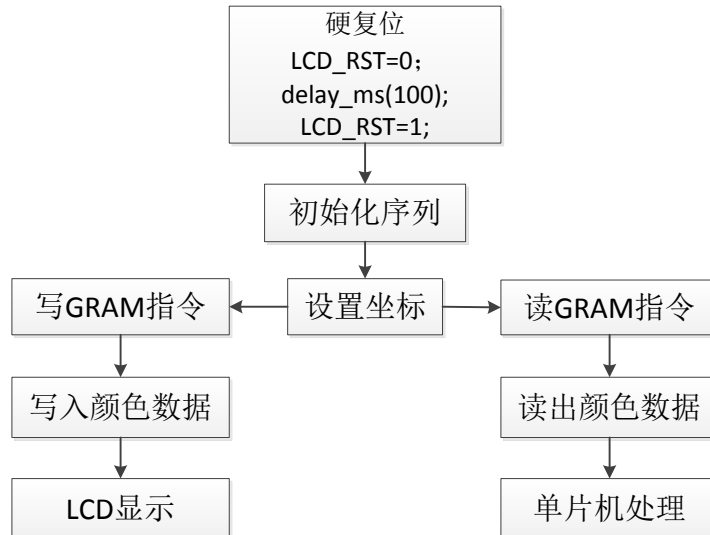 硬复位
LCD_RST=0；
delay_ms(100);
LCD_RST=1;
初始化序列
写GRAM指令
设置坐标
读GRAM指令
写入颜色数据
读出颜色数据
LCD显示
单片机处理